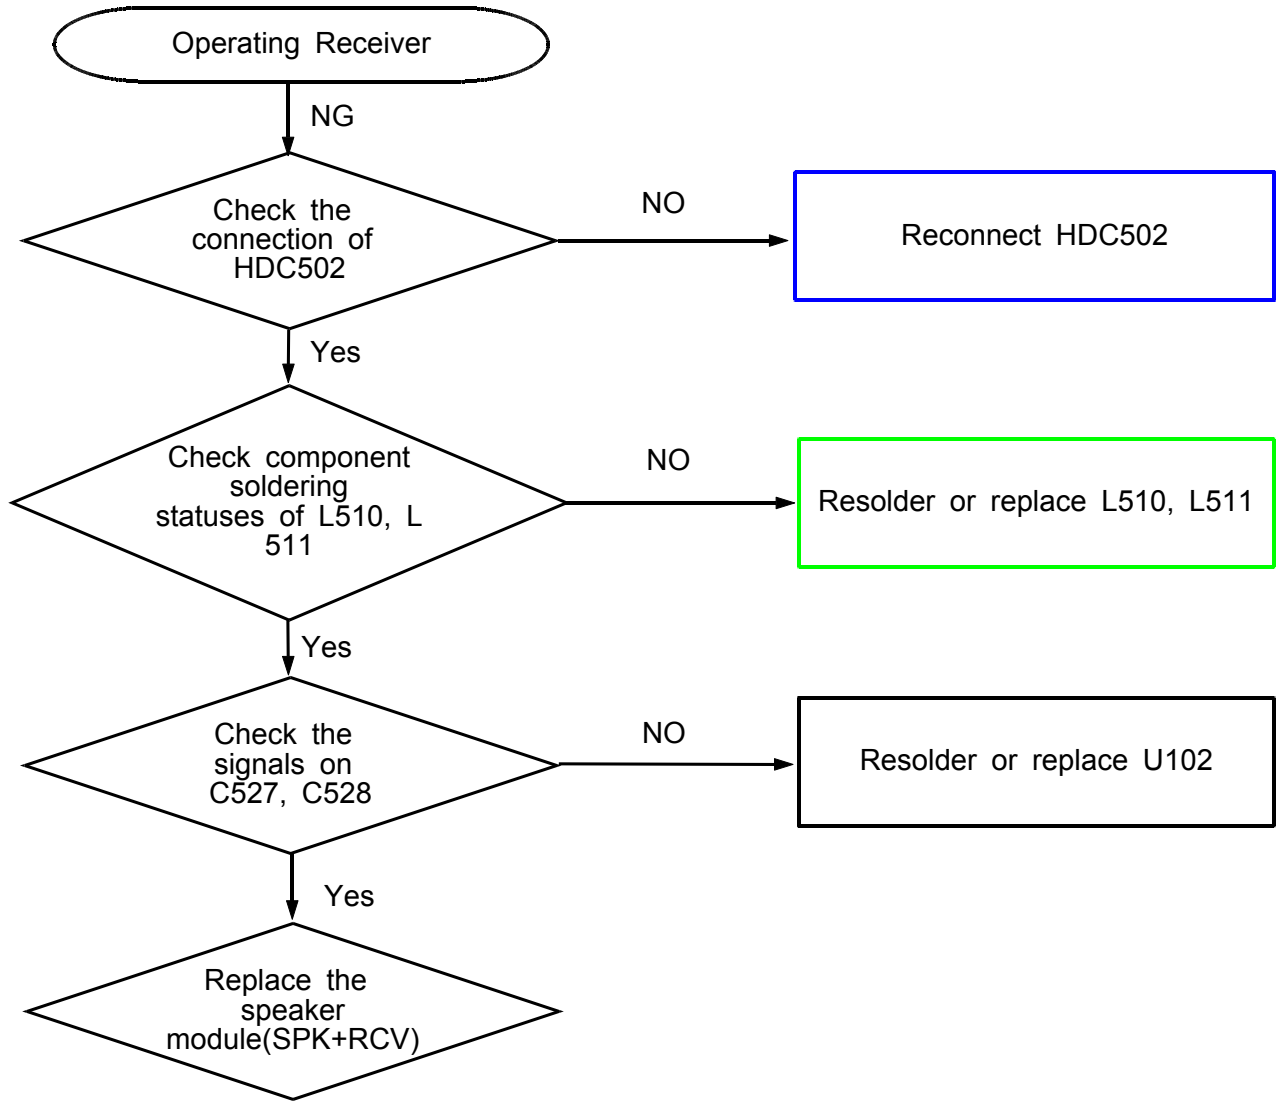 Operating Receiver
NG
Check the
connection of
HDC502
NO
Reconnect HDC502
Yes
Check component
soldering
statuses of L510, L
511
NO
Resolder or replace L510, L511
Yes
Check the
signals on
C527, C528
NO
Resolder or replace U102
Yes
Replace the
speaker
module(SPK+RCV)